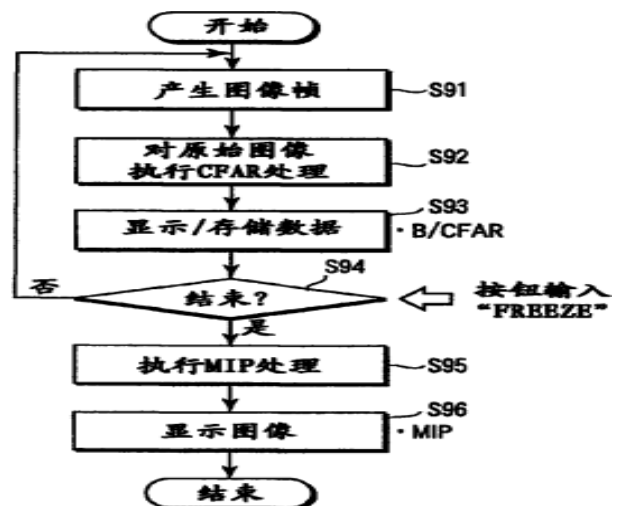 开始
产生图像帧
S91
对原始图像
执行CFAR处理
S92
显示/存储数据
S93
·B/CFAR
S94
结束?
否
按钮输入
“FREEZE”
是
执行MIP处理
S95
显示图像
S96
·MIP
结束